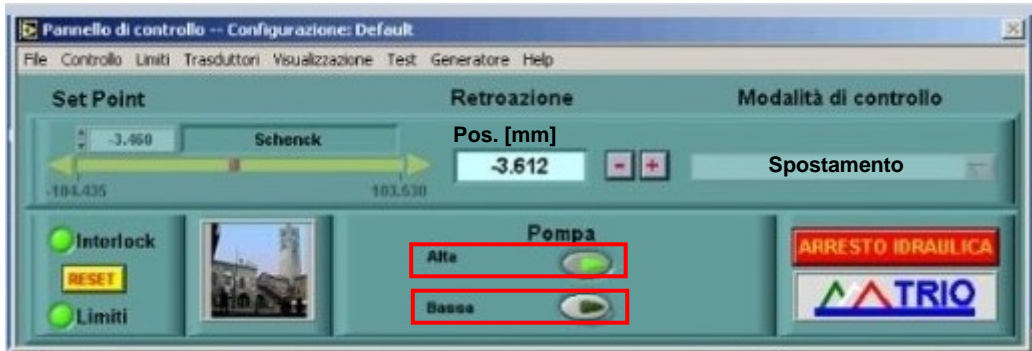 Pannello di controllo -- Configurazione: Default
File Controllo Limiti Trasduttori Visualizzazione Test Generatore Help
Set Point Retroazione Modalità di controllo
-3.460 Schenck Pos. [mm]
-3.612 - + Spostamento
-104.435 103.530
Interlock Pompa
Alta ARRESTO IDRAULICA
RESET
Bassa TRIO
Limiti